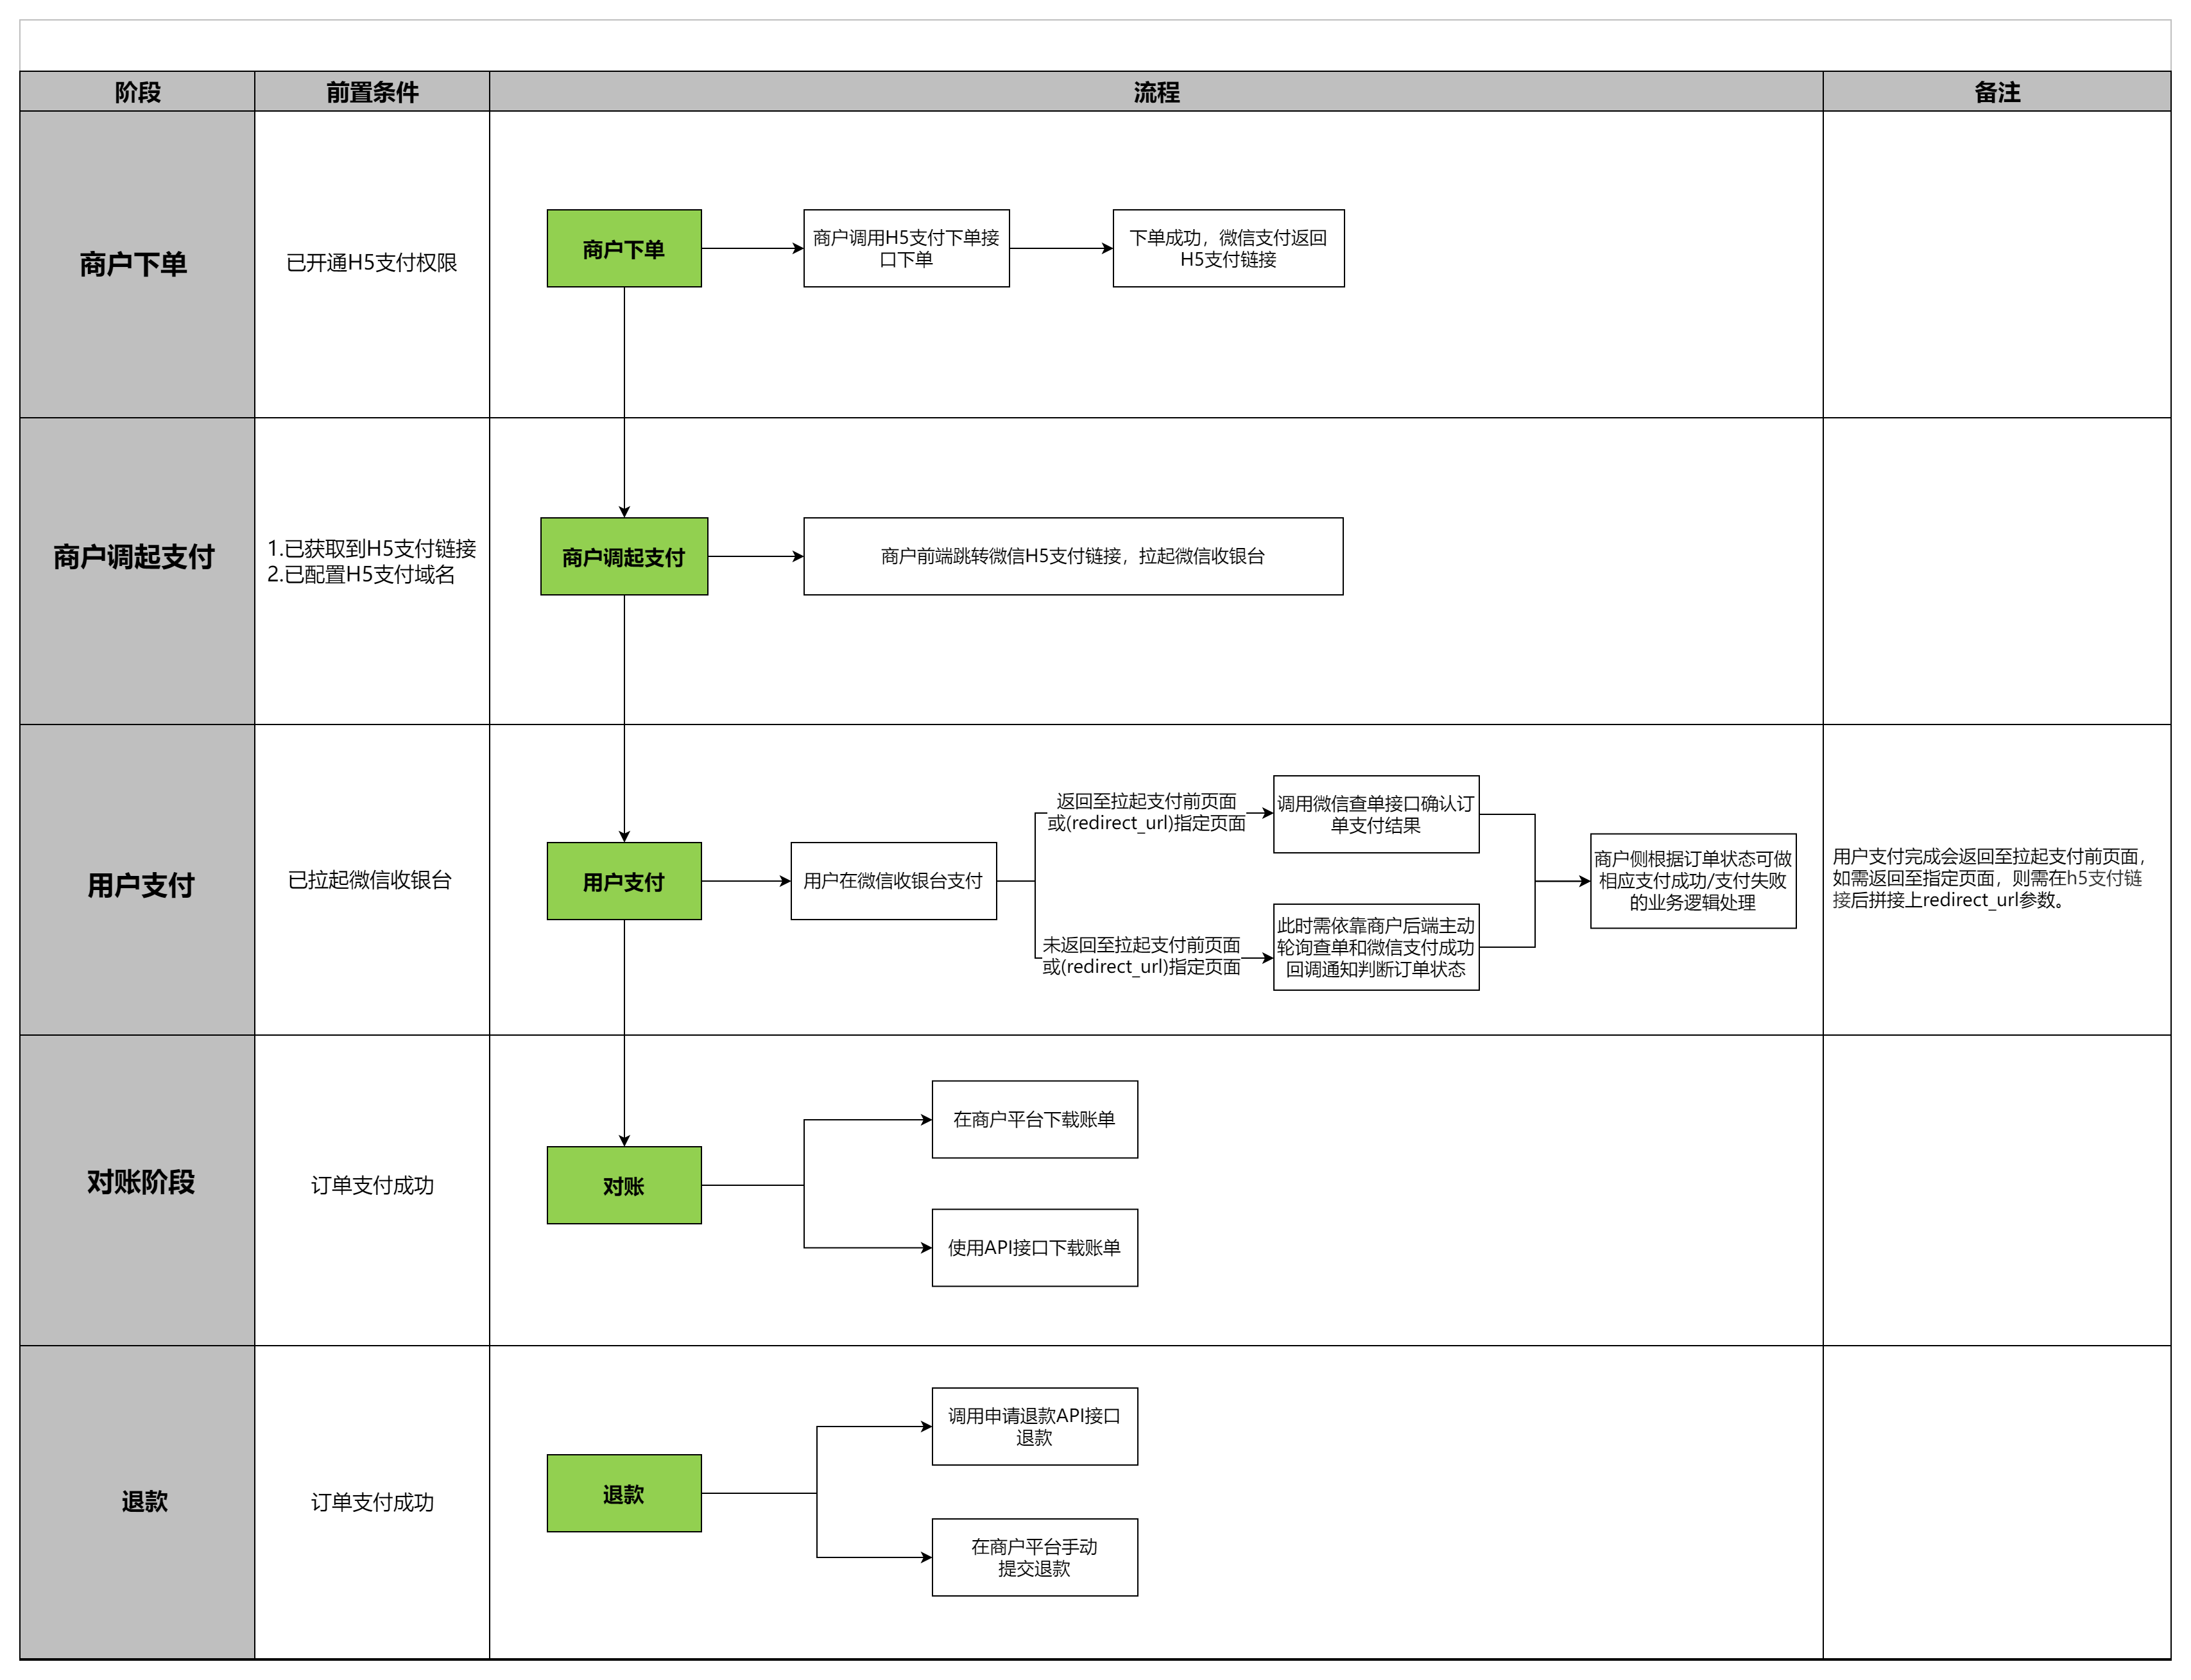 阶段
前置条件
流程
备注
商户下单
已开通H5支付权限
商户下单
商户调用H5支付下单接
口下单
下单成功，微信支付返回
H5支付链接
商户调起支付
1.已获取到H5支付链接
2.已配置H5支付域名
商户调起支付
商户前端跳转微信H5支付链接，拉起微信收银台
用户支付
已拉起微信收银台
用户支付
用户在微信收银台支付
返回至拉起支付前页面
或(redirect_url)指定页面
调用微信查单接口确认订
单支付结果
未返回至拉起支付前页面
或(redirect_url)指定页面
此时需依靠商户后端主动
轮询查单和微信支付成功
回调通知判断订单状态
商户侧根据订单状态可做
相应支付成功/支付失败
的业务逻辑处理
用户支付完成会返回至拉起支付前页面，
如需返回至指定页面，则需在h5支付链
接后拼接上redirect_url参数。
对账阶段
订单支付成功
对账
在商户平台下载账单
使用API接口下载账单
退款
订单支付成功
退款
调用申请退款API接口
退款
在商户平台手动
提交退款